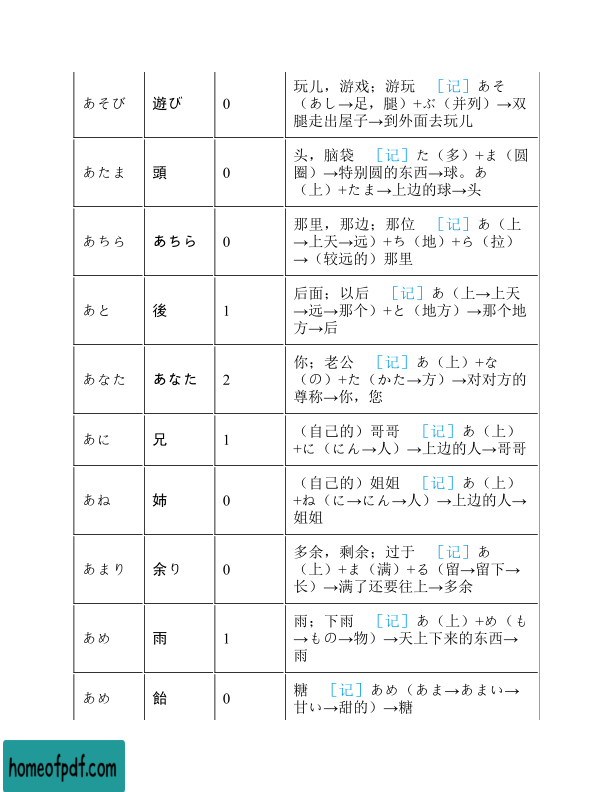 玩儿，游戏；游玩　［记］あそ
あそび 遊び 0 （あし→足，腿）+ぶ（并列）→双
腿走出屋子→到外面去玩儿
头，脑袋　［记］た（多）+ま（圆
あたま 頭 0 圈）→特别圆的东西→球。あ
（上）+たま→上边的球→头
那里，那边；那位　［记］あ（上
あちら あちら 0 →上天→远）+ち（地）+ら（拉）
→（较远的）那里
后面；以后　［记］あ（上→上天
あと 後 1 →远→那个）+と（地方）→那个地
方→后
你；老公　［记］あ（上）+な
あなた あなた 2 （の）+た（かた→方）→对对方的
尊称→你，您
あに 兄 1 （自己的）哥哥　［记］あ（上）
+に（にん→人）→上边的人→哥哥
（自己的）姐姐　［记］あ（上）
あね 姉 0 +ね（に→にん→人）→上边的人→
姐姐
多余，剩余；过于　［记］あ
あまり 余り 0 （上）+ま（满）+る（留→留下→
长）→满了还要往上→多余
雨；下雨　［记］あ（上）+め（も
あめ 雨 1 →もの→物）→天上下来的东西→
雨
あめ 飴 0 糖　［记］あめ（あま→あまい→
甘い→甜的）→糖
homeofpdf.com